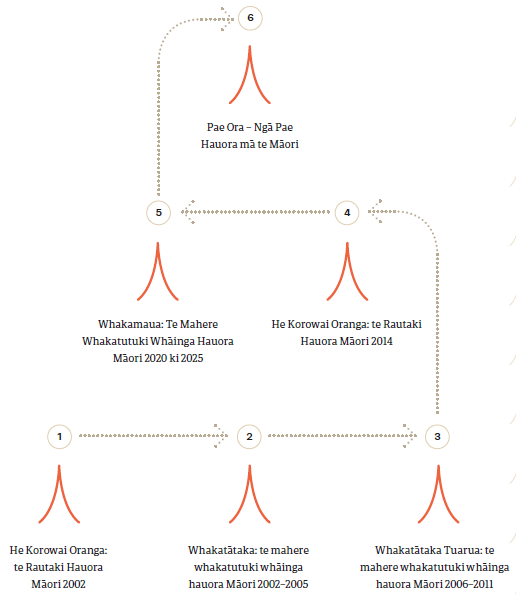 6
Pae Ora – Ngā Pae
Hauora mā te Māori
5
4
Whakamaua: Te Mahere
Whakatutuki Whāinga Hauora
Māori 2020 ki 2025
He Korowai Oranga: te Rautaki
Hauora Māori 2014
1
2
3
He Korowai Oranga:
te Rautaki Hauora
Māori 2002
Whakatātaka: te mahere
whakatutuki whāinga
hauora Māori 2002–2005
Whakatātaka Tuarua: te
mahere whakatutuki whāinga
hauora Māori 2006–2011